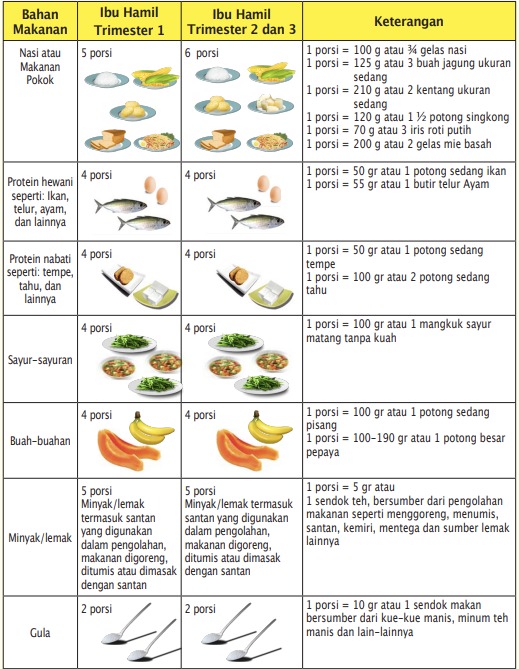 Bahan
Makanan
Ibu Hamil
Trimester 1
Ibu Hamil
Trimester 2 dan 3
Keterangan
Nasi atau
Makanan
Pokok
5 porsi
6 porsi
1 porsi = 100 g atau ¾ gelas nasi
1 porsi = 125 g atau 3 buah jagung ukuran
sedang
1 porsi = 210 g atau 2 kentang ukuran
sedang
1 porsi = 120 g atau 1 ½ potong singkong
1 porsi = 70 g atau 3 iris roti putih
1 porsi = 200 g atau 2 gelas mie basah
Protein hewani
seperti: Ikan,
telur, ayam,
dan lainnya
4 porsi
4 porsi
1 porsi = 50 gr atau 1 potong sedang ikan
1 porsi = 55 gr atau 1 butir telur Ayam
Protein nabati
seperti: tempe,
tahu, dan
lainnya
4 porsi
4 porsi
1 porsi = 50 gr atau 1 potong sedang
tempe
1 porsi = 100 gr atau 2 potong sedang
tahu
Sayur-sayuran
4 porsi
4 porsi
1 porsi = 100 gr atau 1 mangkuk sayur
matang tanpa kuah
Buah-buahan
4 porsi
4 porsi
1 porsi = 100 gr atau 1 potong sedang
pisang
1 porsi = 100-190 gr atau 1 potong besar
pepaya
Minyak/lemak
5 porsi
Minyak/lemak
termasuk santan
yang digunakan
dalam pengolahan,
makanan digoreng,
ditumis atau dimasak
dengan santan
5 porsi
Minyak/lemak termasuk
santan yang digunakan
dalam pengolahan,
makanan digoreng,
ditumis atau dimasak
dengan santan
1 porsi = 5 gr atau
1 sendok teh, bersumber dari pengolahan
makanan seperti menggoreng, menumis,
santan, kemiri, mentega dan sumber lemak
lainnya
Gula
2 porsi
2 porsi
1 porsi = 10 gr atau 1 sendok makan
bersumber dari kue-kue manis, minum teh
manis dan lain-lainnya